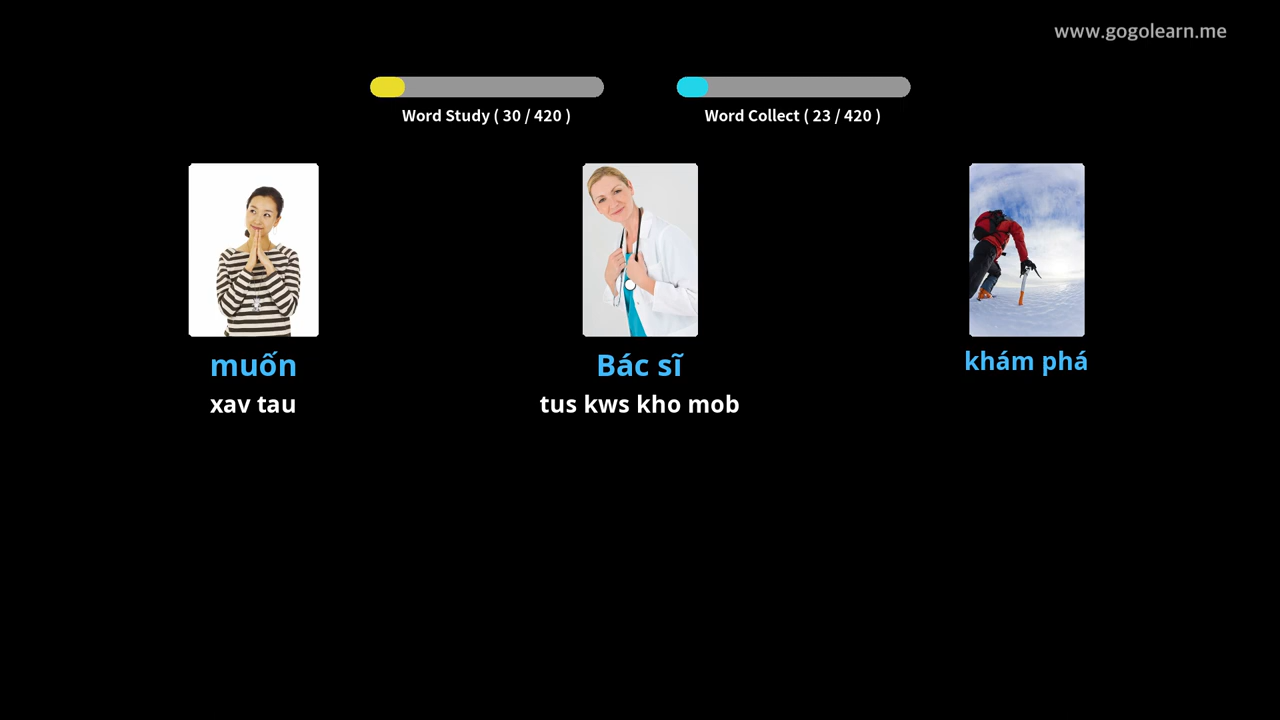 www.gogolearn.me
Word Study ( 30 / 420 )
Word Collect ( 23 / 420 )
muốn
xav tau
Bác sĩ
tus kws kho mob
khám phá